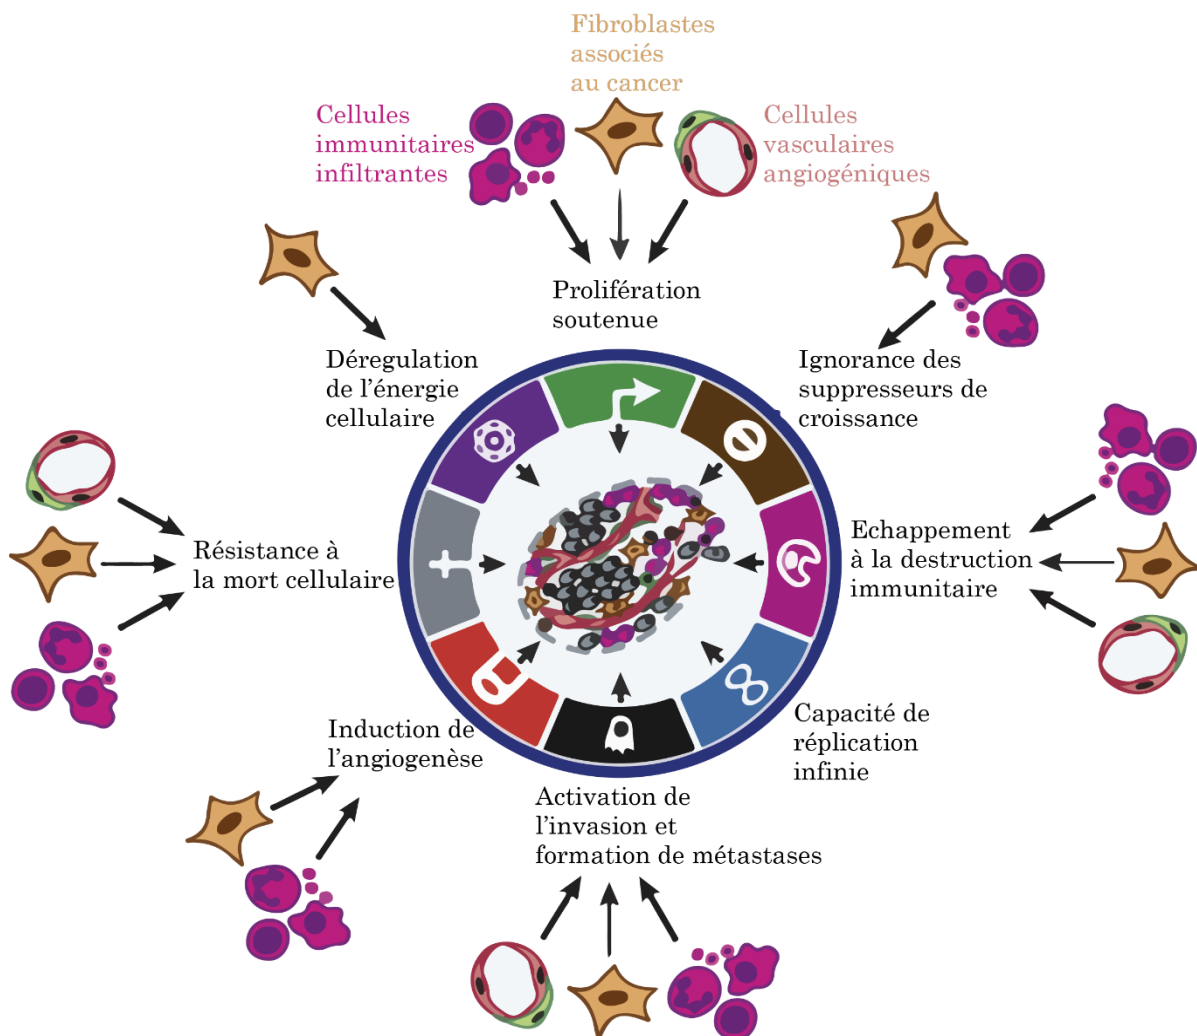 Fibroblastes
associés
au cancer
Cellules
immunitaires
infiltrantes
Cellules
vasculaires
angiogéniques
Prolifération
soutenue
Déregulation
de l'énergie
cellulaire
Ignorance des
suppresseurs de
croissance
Résistance à
la mort cellulaire
Echappement
à la destruction
immunitaire
Induction de
l'angiogenèse
Capacité de
réplication
infinie
Activation de
l'invasion et
formation de métastases